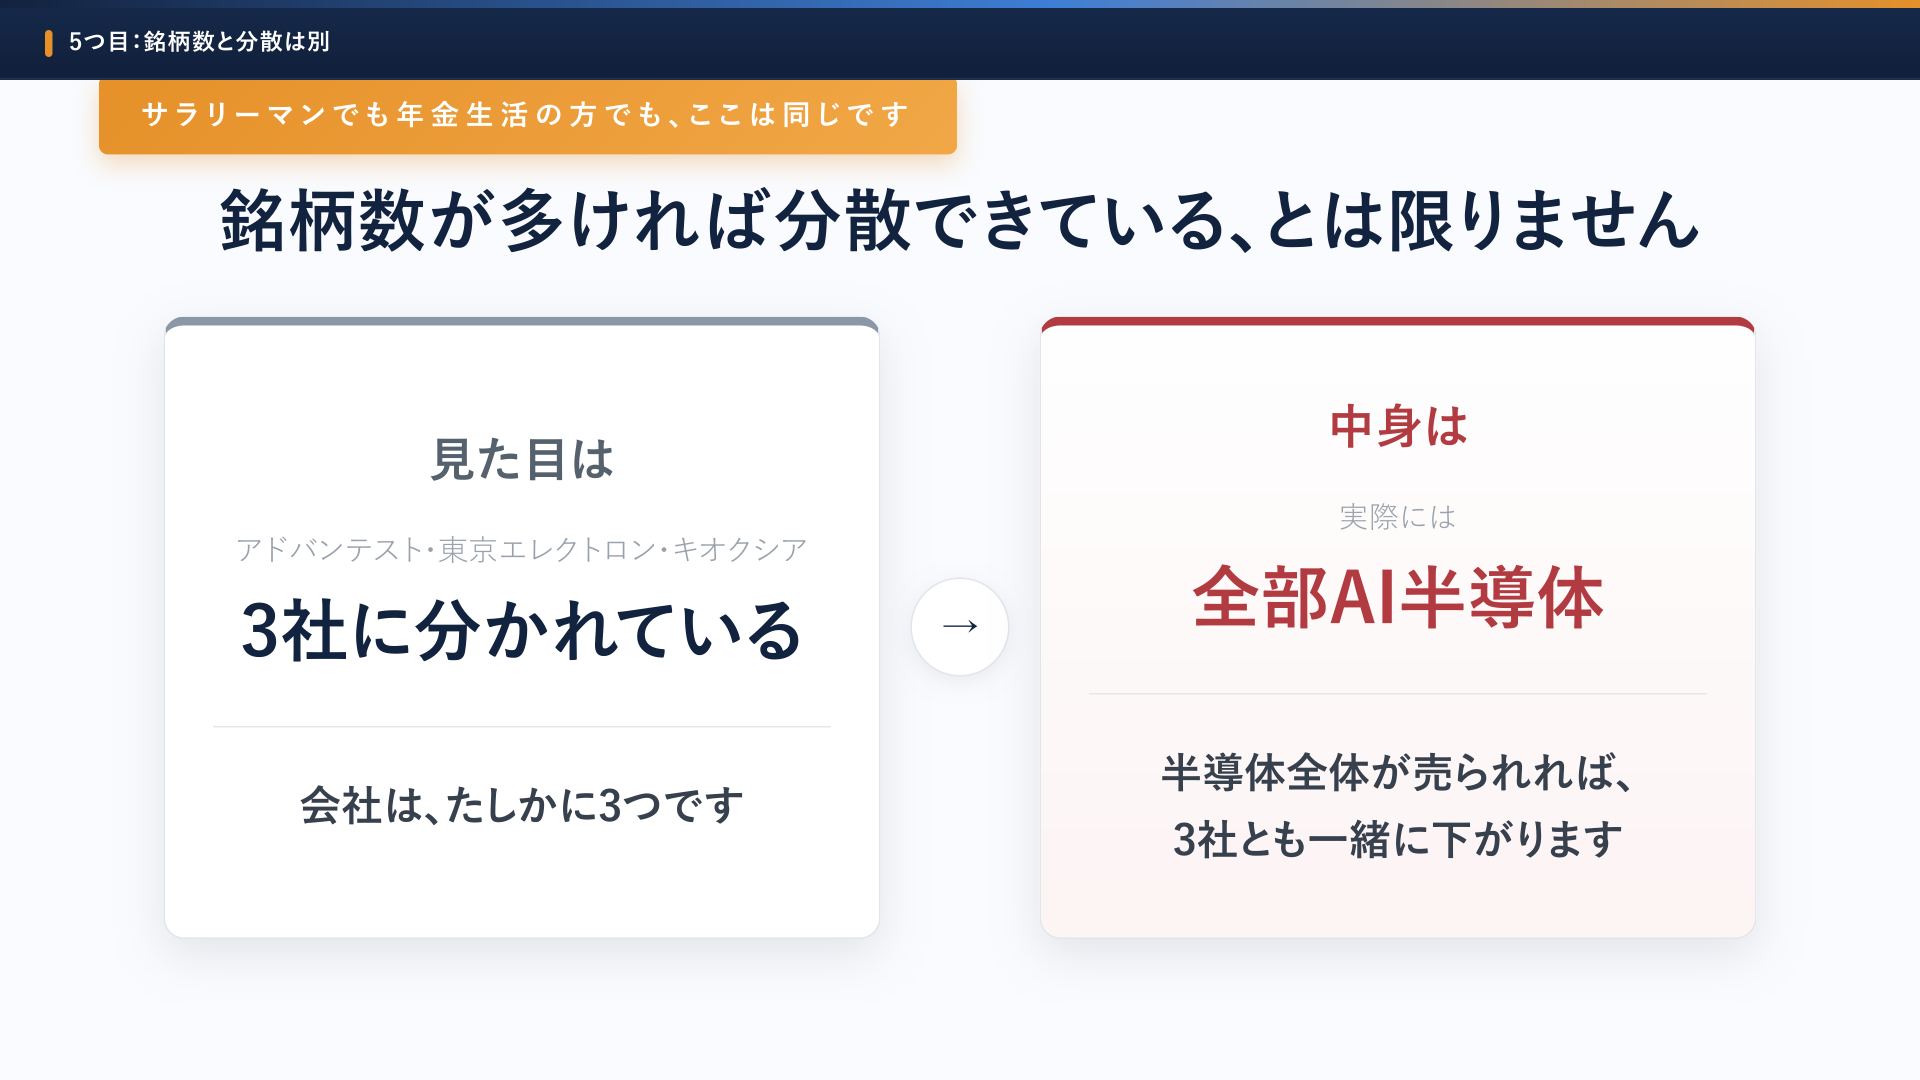 5つ目：銘柄数と分散は別
サラリーマンでも年金生活の方でも、ここは同じです
銘柄数が多ければ分散できている、とは限りません
見た目は
アドバンテスト・東京エレクトロン・キオクシア
3社に分かれている
会社は、たしかに3つです
→
中身は
実際には
全部AI半導体
半導体全体が売られれば、
3社とも一緒に下がります